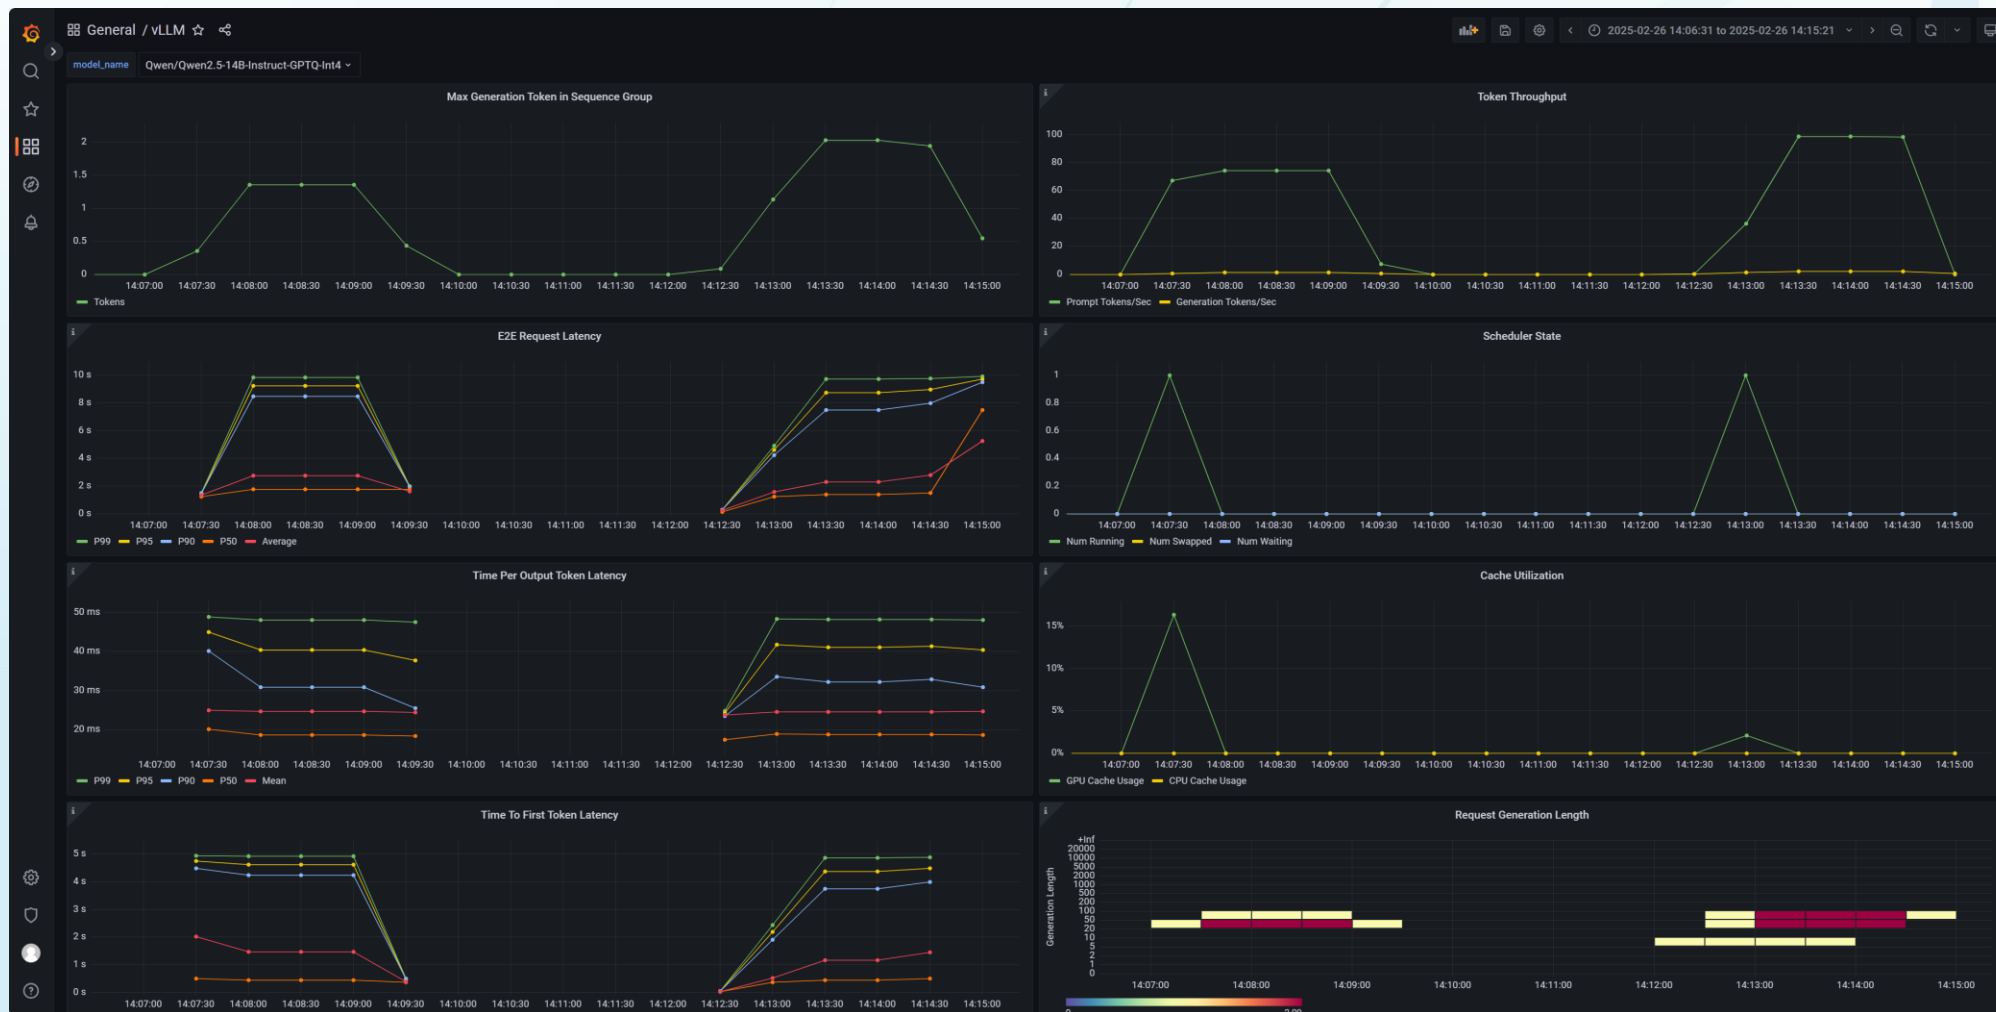 General / vLLM
2025-02-26 14:06:31 to 2025-02-26 14:15:21
model_name Qwen/Qwen2.5-14B-Instruct-GPTQ-Int4
Max Generation Token in Sequence Group
2
1.5
1
0.5
0
14:07:00 14:07:30 14:08:00 14:08:30 14:09:00 14:09:30 14:10:00 14:10:30 14:11:00 14:11:30 14:12:00 14:12:30 14:13:00 14:13:30 14:14:00 14:14:30 14:15:00
Tokens
Token Throughput
100
80
60
40
20
0
14:07:00 14:07:30 14:08:00 14:08:30 14:09:00 14:09:30 14:10:00 14:10:30 14:11:00 14:11:30 14:12:00 14:12:30 14:13:00 14:13:30 14:14:00 14:14:30 14:15:00
Prompt Tokens/Sec Generation Tokens/Sec
E2E Request Latency
10 s
8 s
6 s
4 s
2 s
0 s
14:07:00 14:07:30 14:08:00 14:08:30 14:09:00 14:09:30 14:10:00 14:10:30 14:11:00 14:11:30 14:12:00 14:12:30 14:13:00 14:13:30 14:14:00 14:14:30 14:15:00
P99 P95 P90 P50 Average
Scheduler State
1
0.8
0.6
0.4
0.2
0
14:07:00 14:07:30 14:08:00 14:08:30 14:09:00 14:09:30 14:10:00 14:10:30 14:11:00 14:11:30 14:12:00 14:12:30 14:13:00 14:13:30 14:14:00 14:14:30 14:15:00
Num Running Num Swapped Num Waiting
Time Per Output Token Latency
50 ms
40 ms
30 ms
20 ms
14:07:00 14:07:30 14:08:00 14:08:30 14:09:00 14:09:30 14:10:00 14:10:30 14:11:00 14:11:30 14:12:00 14:12:30 14:13:00 14:13:30 14:14:00 14:14:30 14:15:00
P99 P95 P90 P50 Mean
Cache Utilization
15%
10%
5%
0%
14:07:00 14:07:30 14:08:00 14:08:30 14:09:00 14:09:30 14:10:00 14:10:30 14:11:00 14:11:30 14:12:00 14:12:30 14:13:00 14:13:30 14:14:00 14:14:30 14:15:00
GPU Cache Usage CPU Cache Usage
Time To First Token Latency
5 s
4 s
3 s
2 s
1 s
0 s
14:07:00 14:07:30 14:08:00 14:08:30 14:09:00 14:09:30 14:10:00 14:10:30 14:11:00 14:11:30 14:12:00 14:12:30 14:13:00 14:13:30 14:14:00 14:14:30 14:15:00
Request Generation Length
Generation Length
+Inf
20000
10000
5000
2000
1000
500
200
100
50
20
10
5
2
1
0
14:07:00 14:08:00 14:09:00 14:10:00 14:11:00 14:12:00 14:13:00 14:14:00 14:15:00